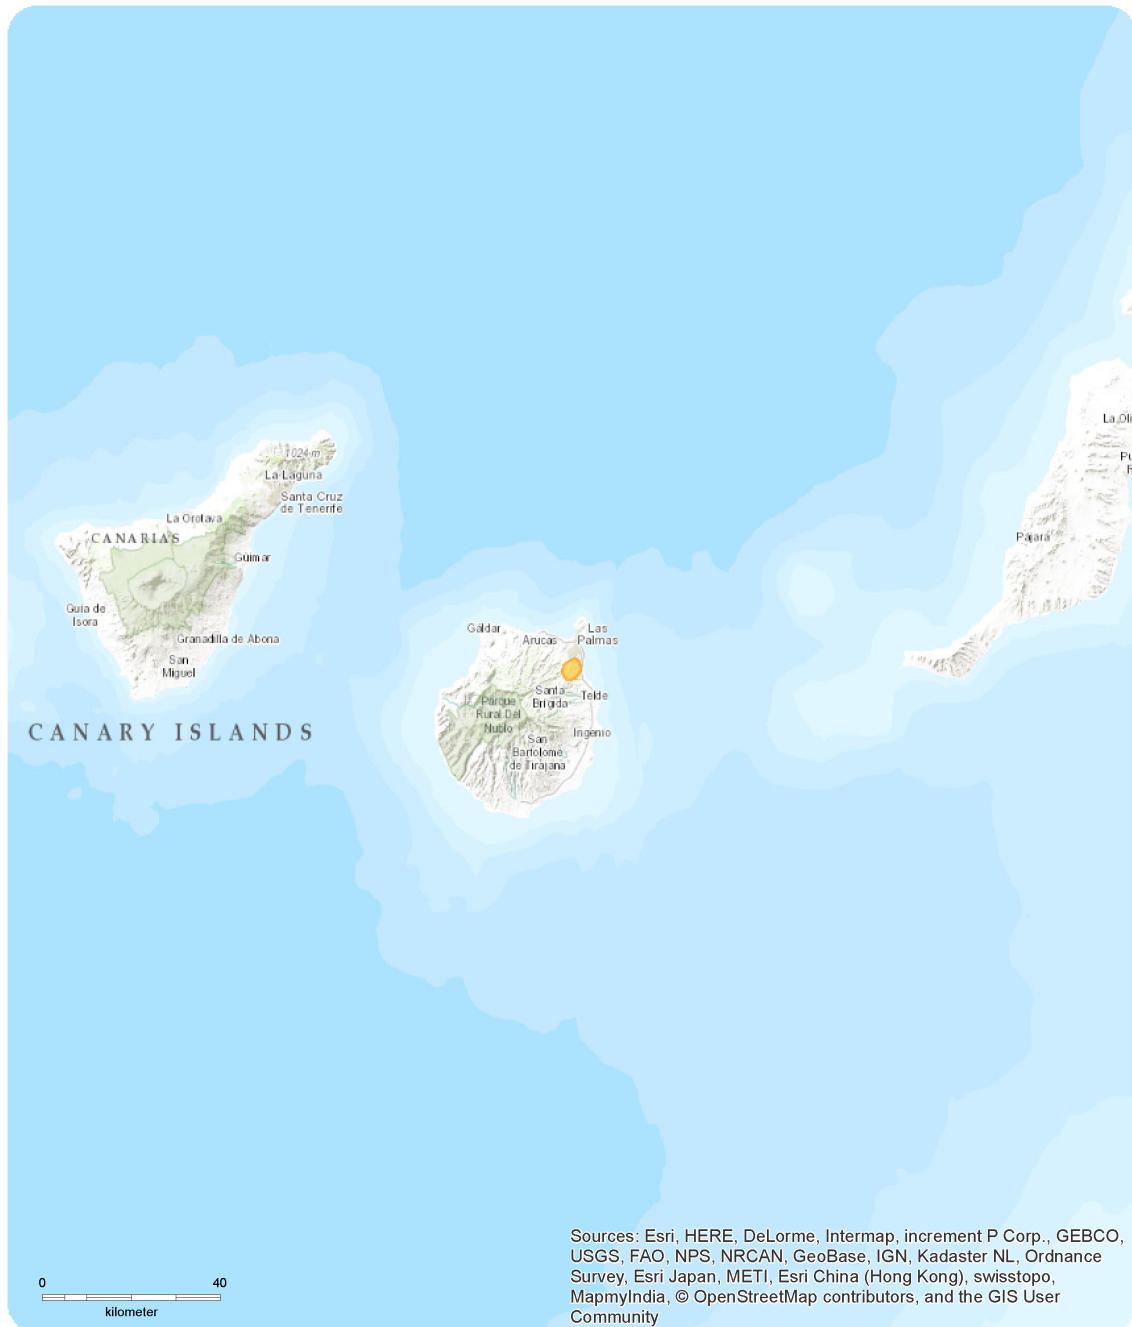 La Oli
1024 m
La Laguna
Pu
R
Santa Cruz
de Tenerife
La Orotava
CANARIAS
Pájara
Güimar
Guía de
Isora
Granadilla de Abona
San
Miguel
Gáldar
Arucas
Las
Palmas
Santa
Brígida
Telde
Parque
Rural Del
Nublo
Ingenio
San
Bartolomé
de Tirajana
CANARY ISLANDS
0
40
kilometer
Sources: Esri, HERE, DeLorme, Intermap, increment P Corp., GEBCO,
USGS, FAO, NPS, NRCAN, GeoBase, IGN, Kadaster NL, Ordnance
Survey, Esri Japan, METI, Esri China (Hong Kong), swisstopo,
MapmyIndia, © OpenStreetMap contributors, and the GIS User
Community